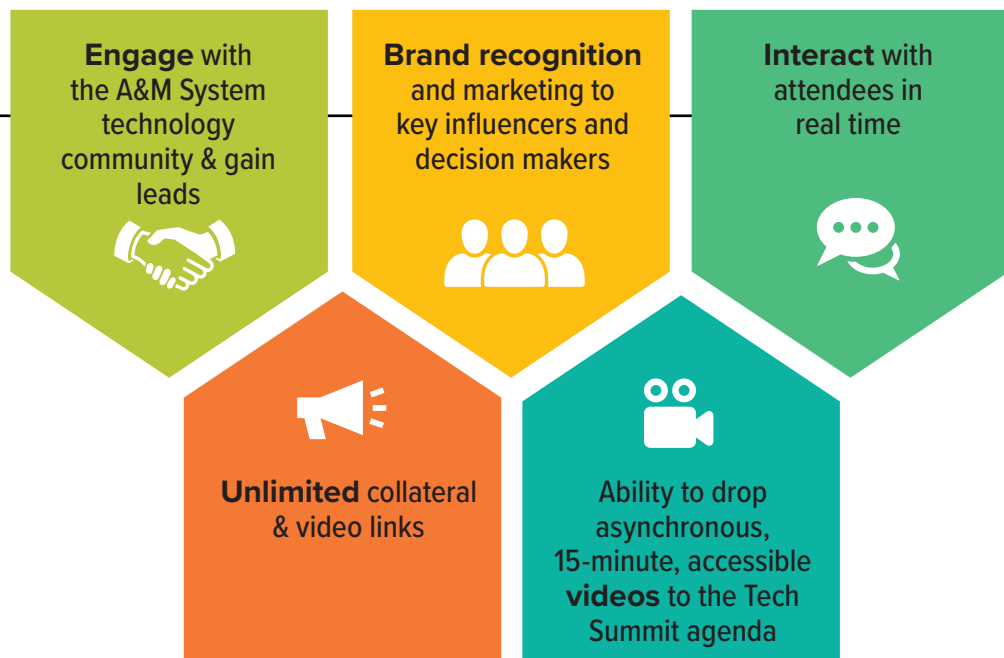 Engage with
the A&M System
technology
community & gain
leads
Brand recognition
and marketing to
key influencers and
decision makers
Interact with
attendees in
real time
Unlimited collateral
& video links
Ability to drop
asynchronous,
15-minute, accessible
videos to the Tech
Summit agenda